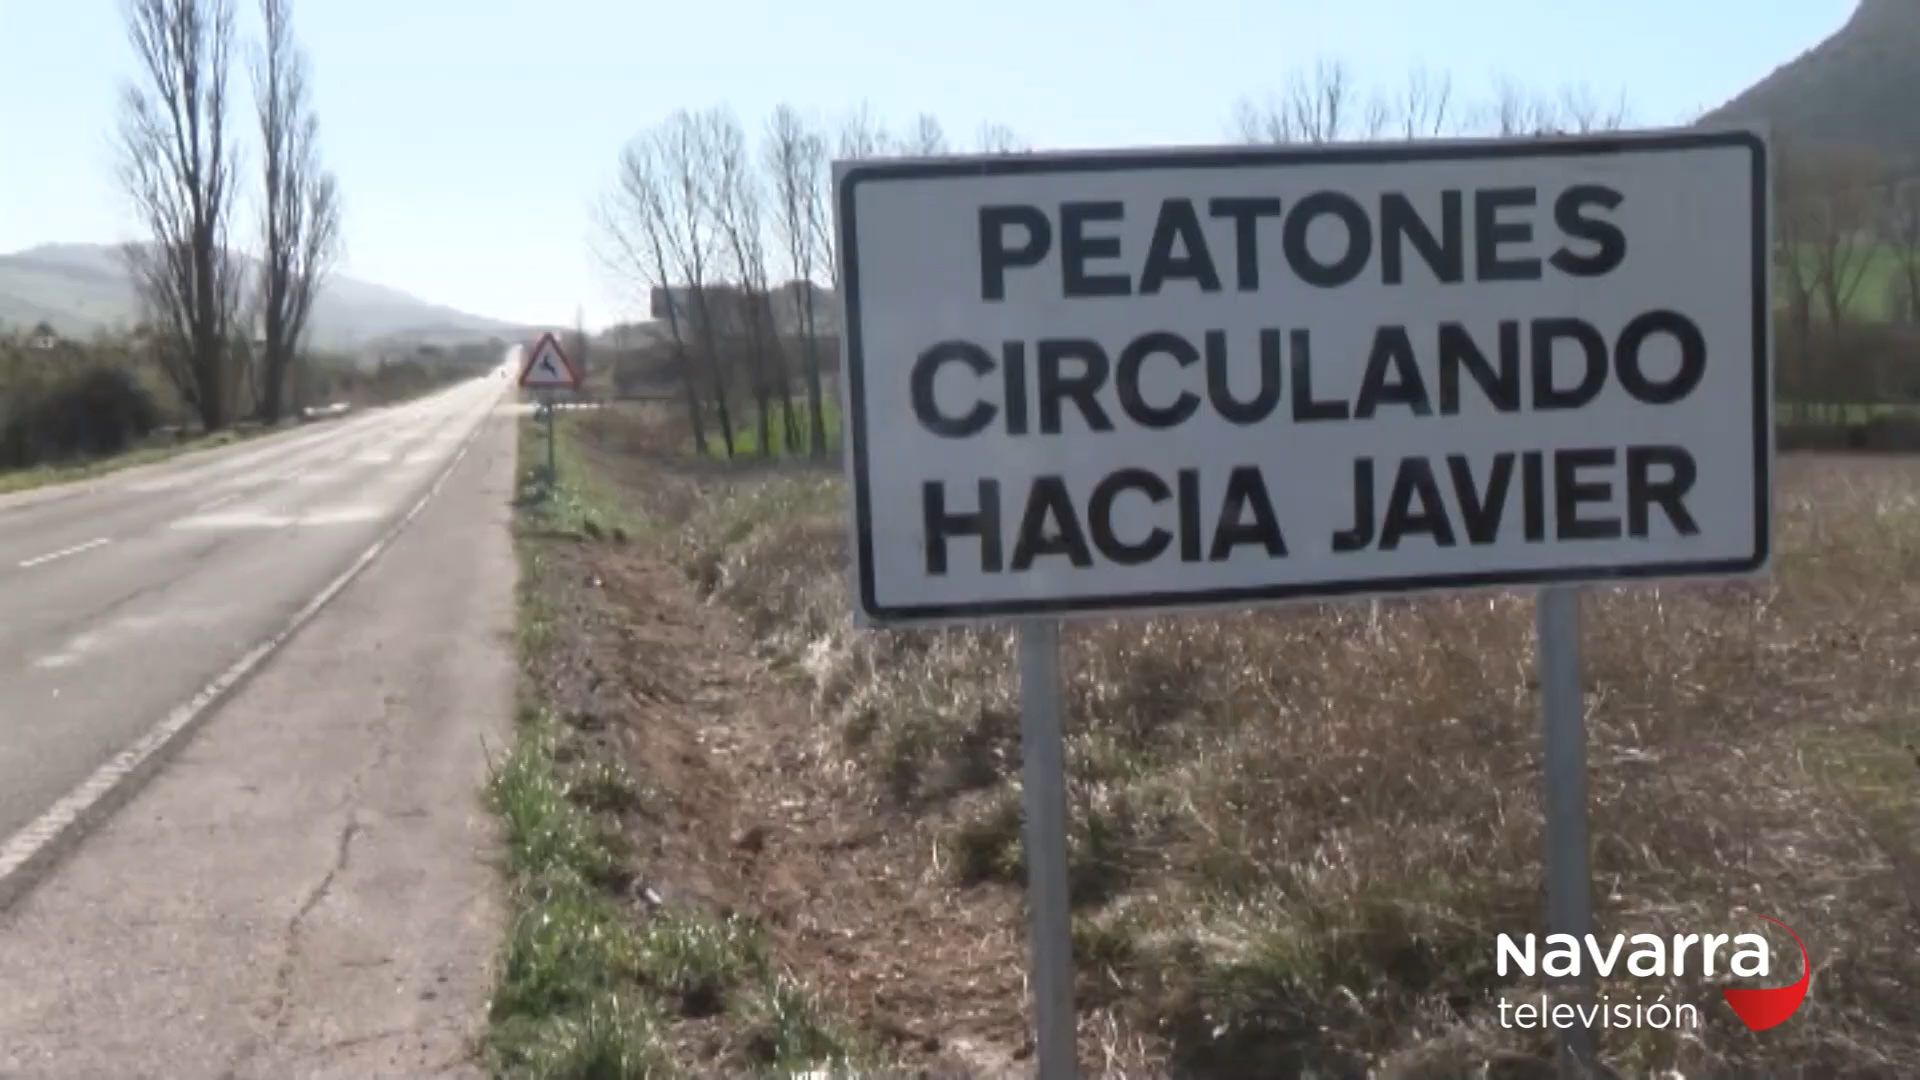 PEATONES
CIRCULANDO
HACIA JAVIER
Navarra
televisión